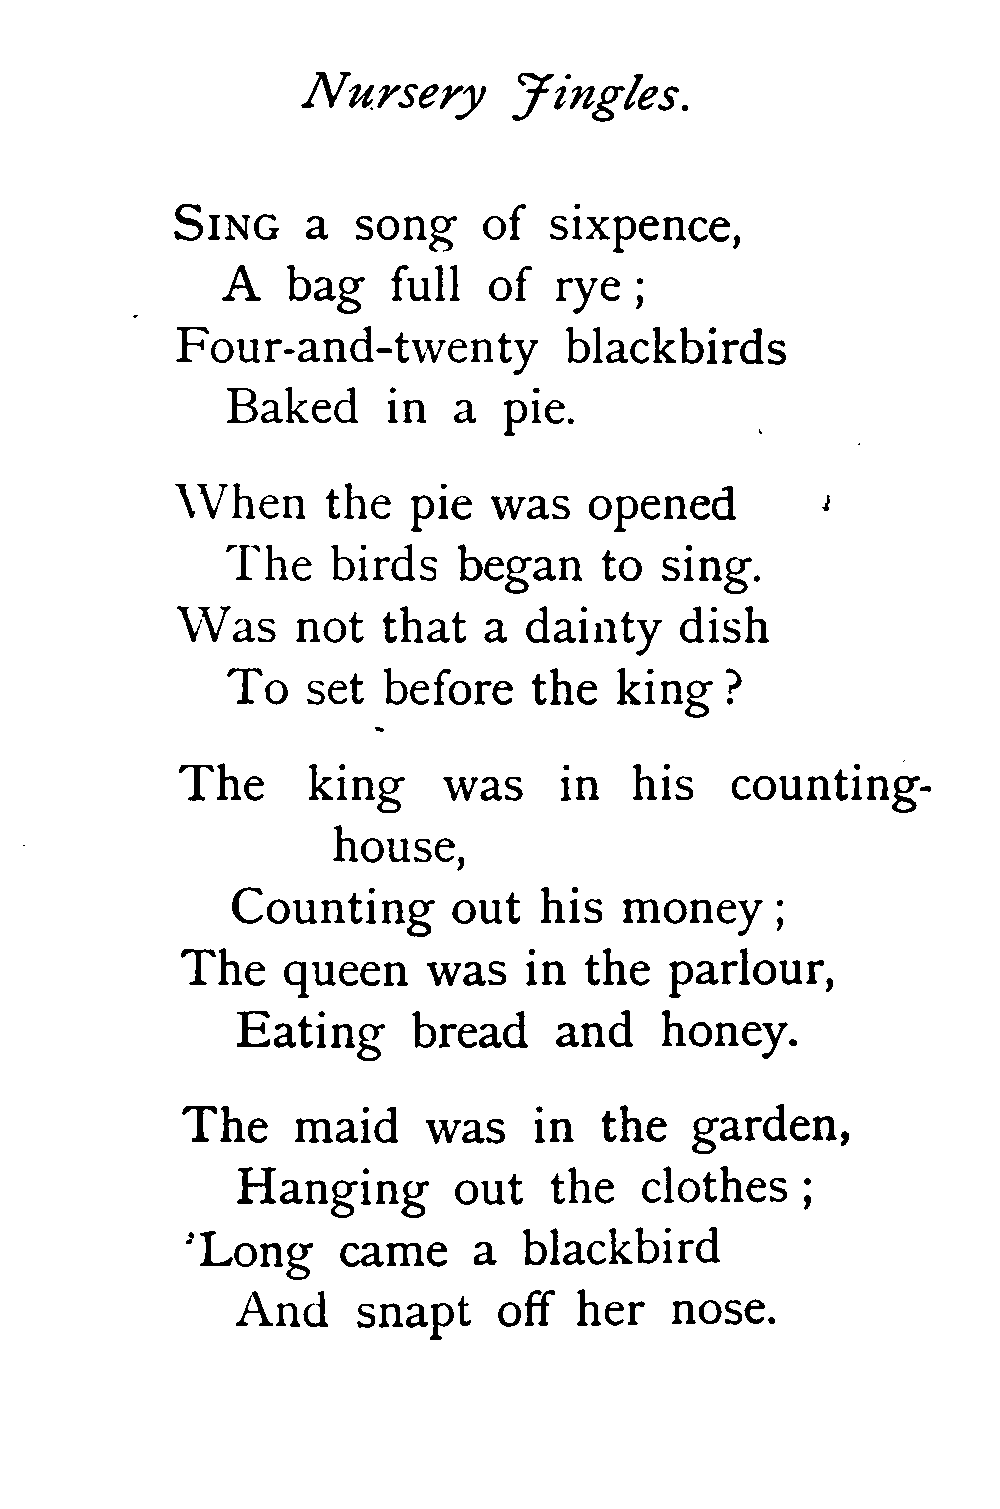 Nursery Jingles.
SING a song of sixpence,
A bag full of rye ;
Four-and-twenty blackbirds
Baked in a pie.
When the pie was opened
The birds began to sing.
Was not that a dainty dish
To set before the king ?
The king was in his counting-
house,
Counting out his money ;
The queen was in the parlour,
Eating bread and honey.
The maid was in the garden,
Hanging out the clothes ;
'Long came a blackbird
And snapt off her nose.